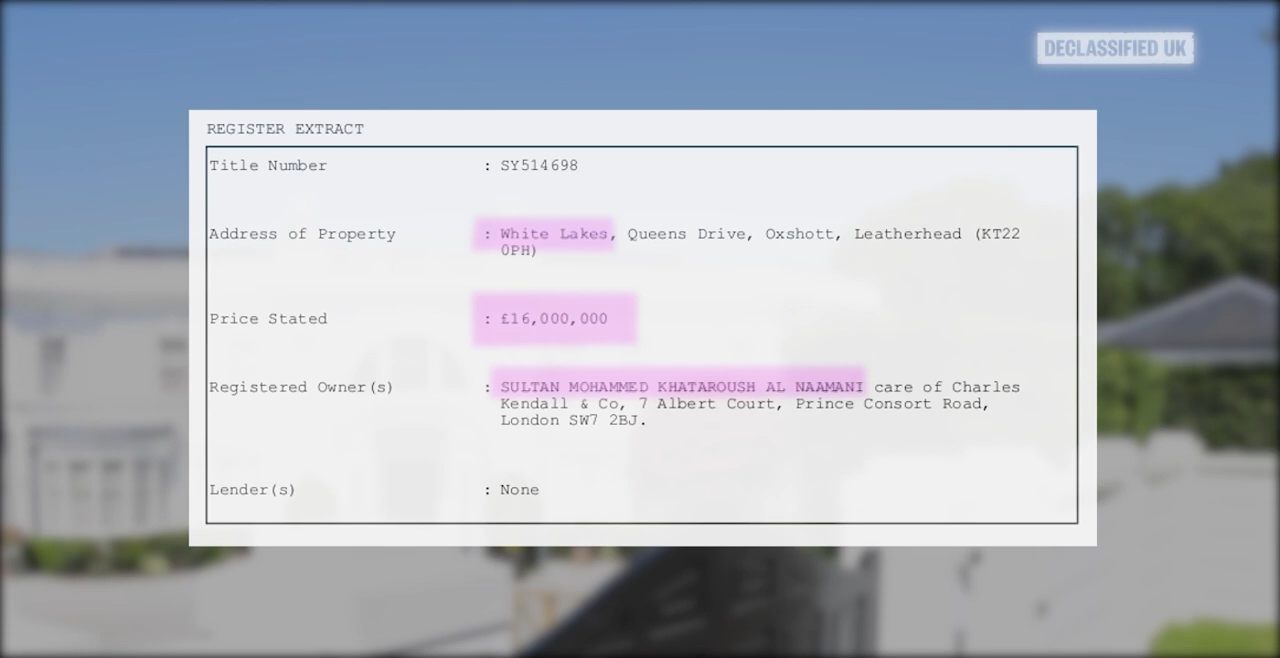 DECLASSIFIED UK
REGISTER EXTRACT
Title Number : SY514698
Address of Property : White Lakes, Queens Drive, Oxshott, Leatherhead (KT22
0PH)
Price Stated : £16,000,000
Registered Owner(s) : SULTAN MOHAMMED KHATAROUSH AL NAAMANI care of Charles
Kendall & Co, 7 Albert Court, Prince Consort Road,
London SW7 2BJ.
Lender(s) : None